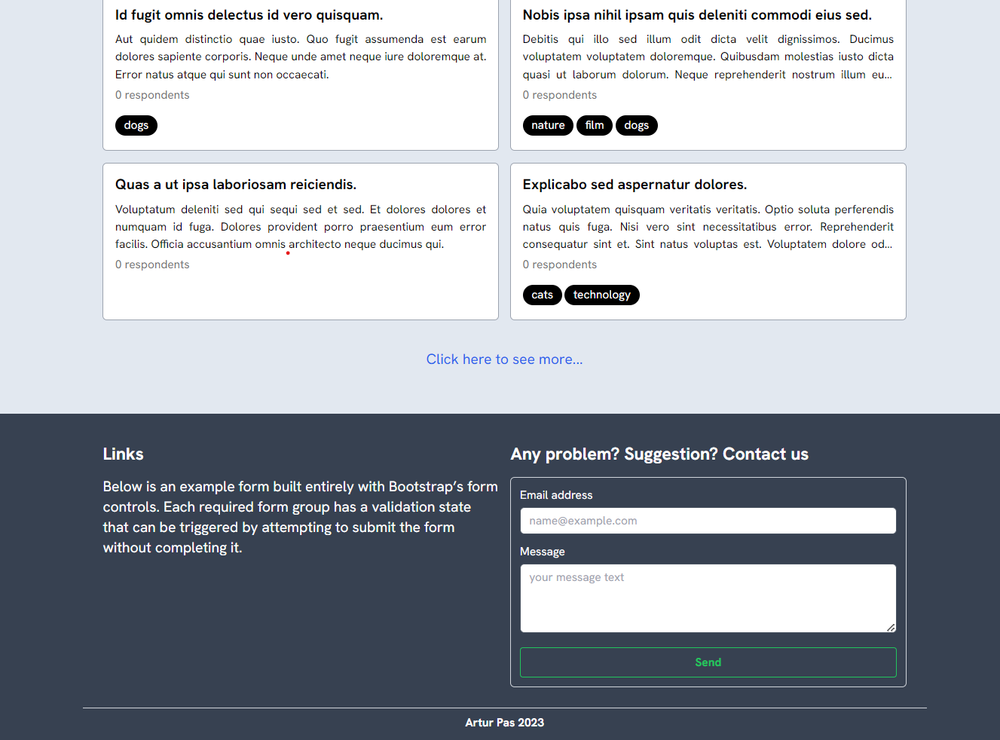 Id fugit omnis delectus id vero quisquam.
Aut quidem distinctio quae iusto. Quo fugit assumenda est earum
dolores sapiente corporis. Neque unde amet neque iure doloremque at.
Error natus atque qui sunt non occaecati.
0 respondents
dogs
Nobis ipsa nihil ipsam quis deleniti commodi eius sed.
Debitis qui illo sed illum odit dicta velit dignissimos. Ducimus
voluptatem voluptatem doloremque. Quibusdam molestias iusto dicta
quasi ut laborum dolorum. Neque reprehenderit nostrum illum eu...
0 respondents
nature film dogs
Quas a ut ipsa laboriosam reiciendis.
Voluptatum deleniti sed qui sequi sed et sed. Et dolores dolores et
numquam id fuga. Dolores provident porro praesentium eum error
facilis. Officia accusantium omnis architecto neque ducimus qui.
0 respondents
Explicabo sed aspernatur dolores.
Quia voluptatem quisquam veritatis veritatis. Optio soluta perferendis
natus quis fuga. Nisi vero sint necessitatibus error. Reprehenderit
consequatur sint et. Sint natus voluptas est. Voluptatem dolore od...
0 respondents
cats technology
Click here to see more...
Links
Below is an example form built entirely with Bootstrap’s form
controls. Each required form group has a validation state
that can be triggered by attempting to submit the form
without completing it.
Any problem? Suggestion? Contact us
Email address
name@example.com
Message
your message text
Send
Artur Pas 2023